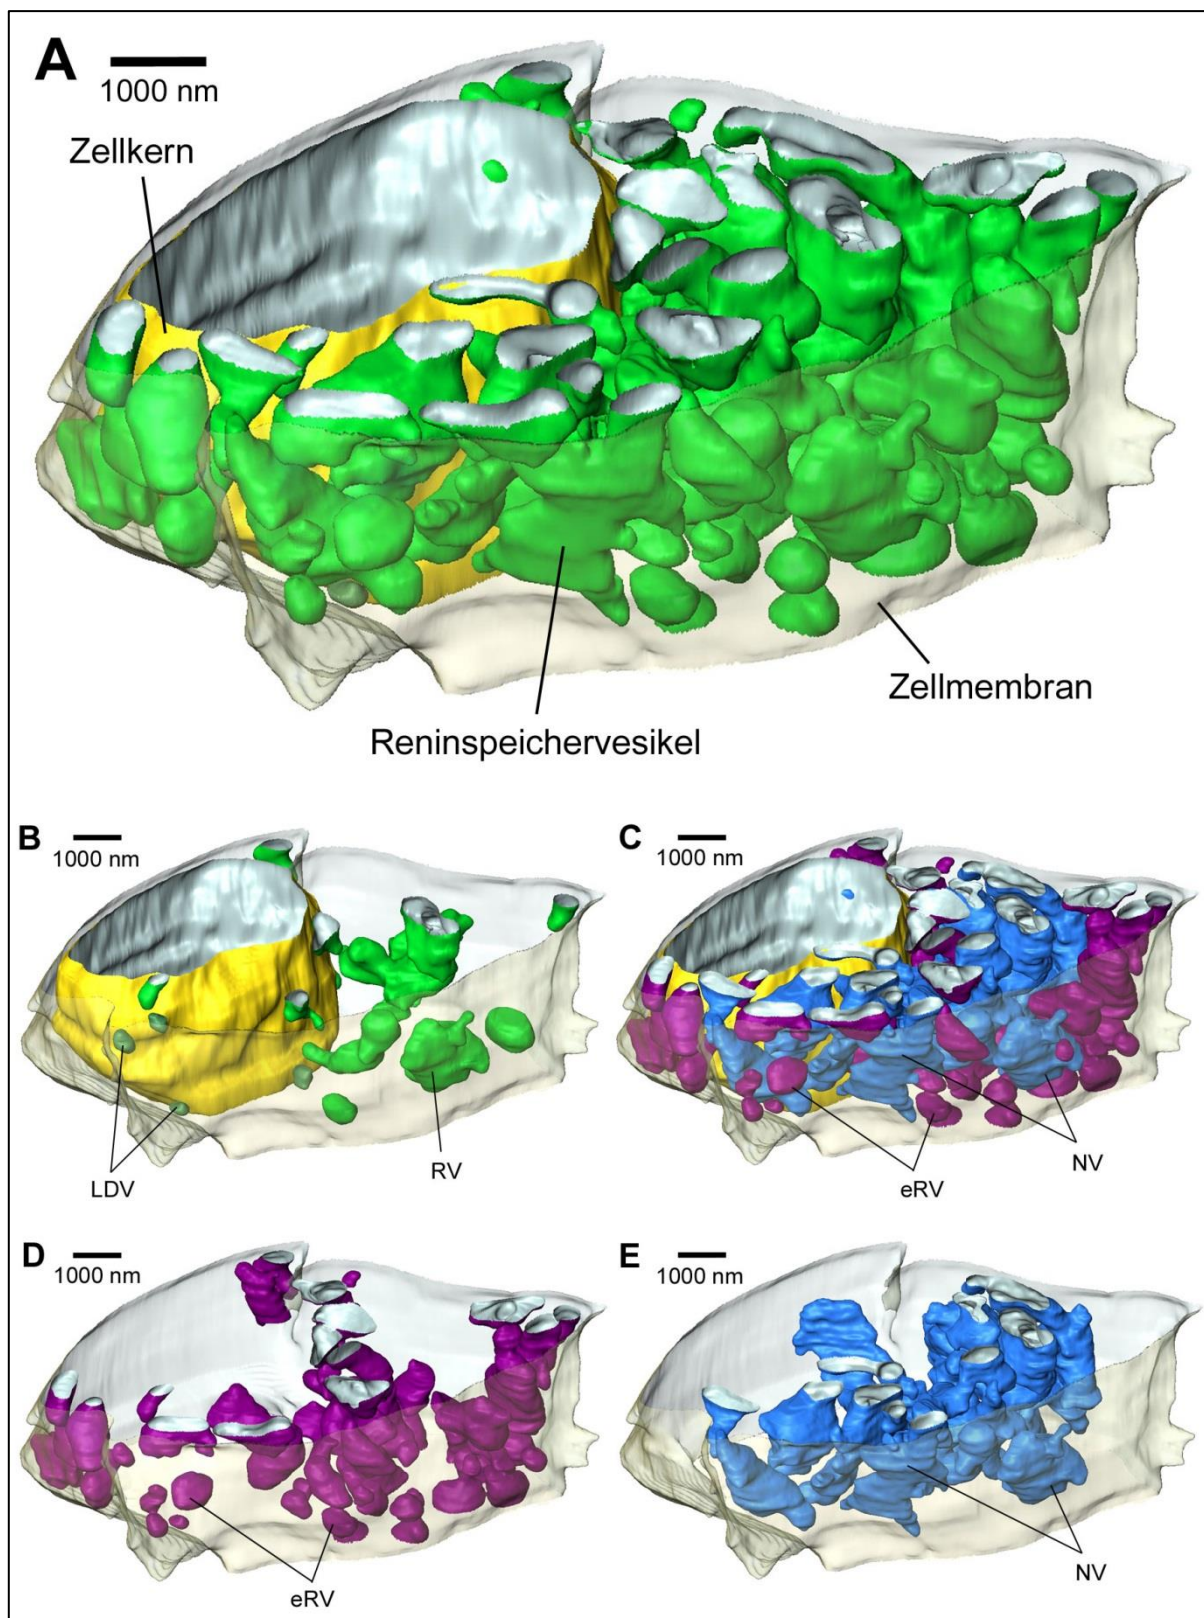 A
1000 nm
Zellkern
Zellmembran
Reninspeichervesikel
B
1000 nm
LDV
RV
C
1000 nm
eRV
NV
D
1000 nm
eRV
E
1000 nm
NV